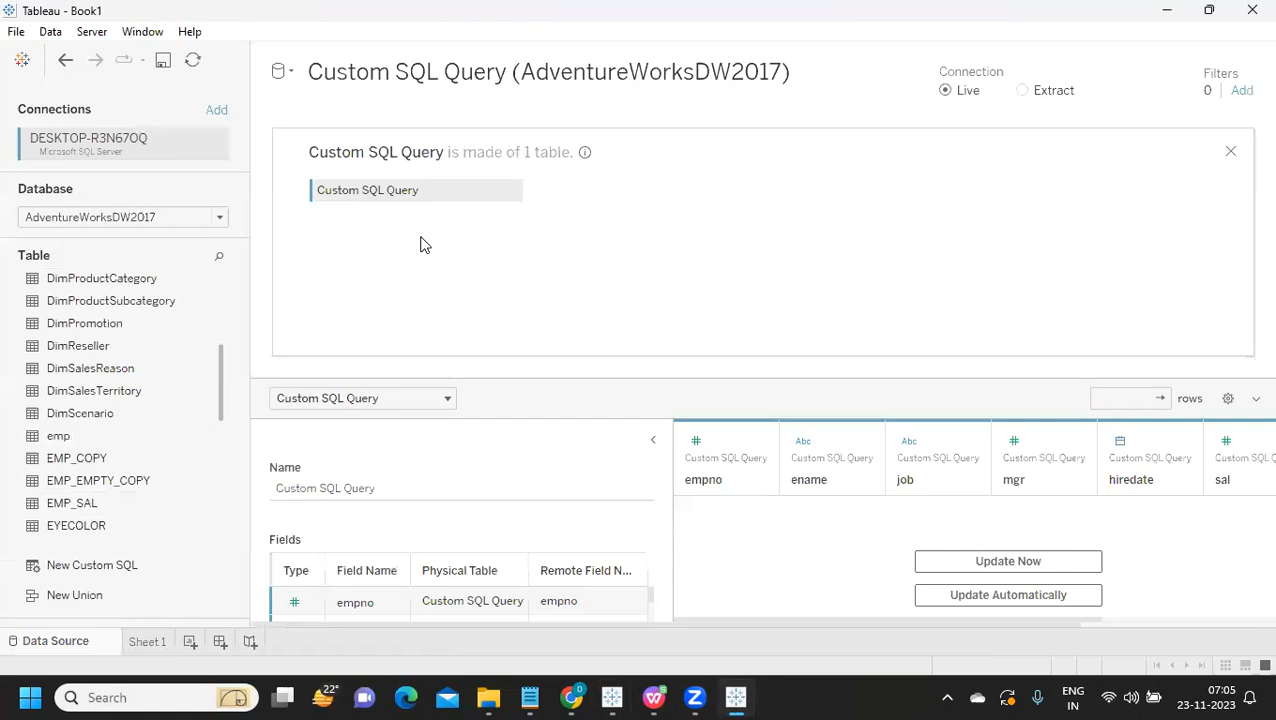 Tableau - Book1
File Data Server Window Help
Connections Add
DESKTOP-R3N67OQ
Microsoft SQL Server
Database
AdventureWorksDW2017
Table
DimProductCategory
DimProductSubcategory
DimPromotion
DimReseller
DimSalesReason
DimSalesTerritory
DimScenario
emp
EMP_COPY
EMP_EMPTY_COPY
EMP_SAL
EYECOLOR
New Custom SQL
New Union
Custom SQL Query (AdventureWorksDW2017)
Connection
Live Extract
Filters
0 Add
Custom SQL Query is made of 1 table.
Custom SQL Query
Custom SQL Query
rows
Name
Custom SQL Query
Fields
Type Field Name Physical Table Remote Field N...
# empno Custom SQL Query empno
# Abc Abc # #
Custom SQL Query Custom SQL Query Custom SQL Query Custom SQL Query Custom SQL Query Custom SQL Q
empno ename job mgr hiredate sal
Update Now
Update Automatically
Data Source Sheet 1
Search
22°
ENG
IN
07:05
23-11-2023